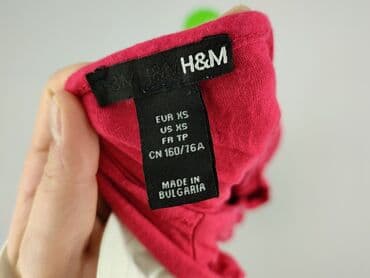 H&M
EUR XS
US XS
FR TP
CN 160/76A
MADE IN
BULGARIA